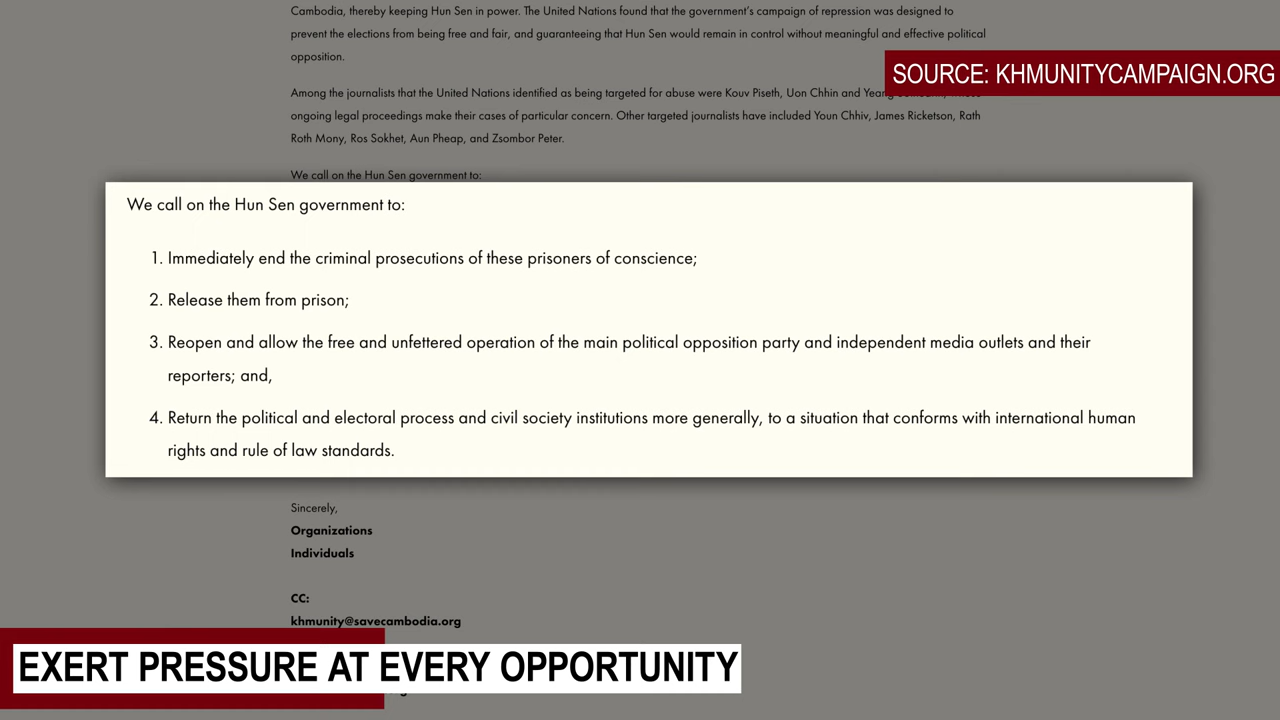 Cambodia, thereby keeping Hun Sen in power. The United Nations found that the government's campaign of repression was designed to
prevent the elections from being free and fair, and guaranteeing that Hun Sen would remain in control without meaningful and effective political
opposition.
SOURCE: KHMUNITYCAMPAIGN.ORG
Among the journalists that the United Nations identified as being targeted for abuse were Kouv Piseth, Uon Chhin and Yeang
ongoing legal proceedings make their cases of particular concern. Other targeted journalists have included Youn Chhiv, James Ricketson, Rath
Roth Mony, Ros Sokhet, Aun Pheap, and Zsombor Peter.
We call on the Hun Sen government to:
We call on the Hun Sen government to:
1. Immediately end the criminal prosecutions of these prisoners of conscience;
2. Release them from prison;
3. Reopen and allow the free and unfettered operation of the main political opposition party and independent media outlets and their
reporters; and,
4. Return the political and electoral process and civil society institutions more generally, to a situation that conforms with international human
rights and rule of law standards.
Sincerely,
Organizations
Individuals
CC:
khmunity@savecambodia.org
EXERT PRESSURE AT EVERY OPPORTUNITY